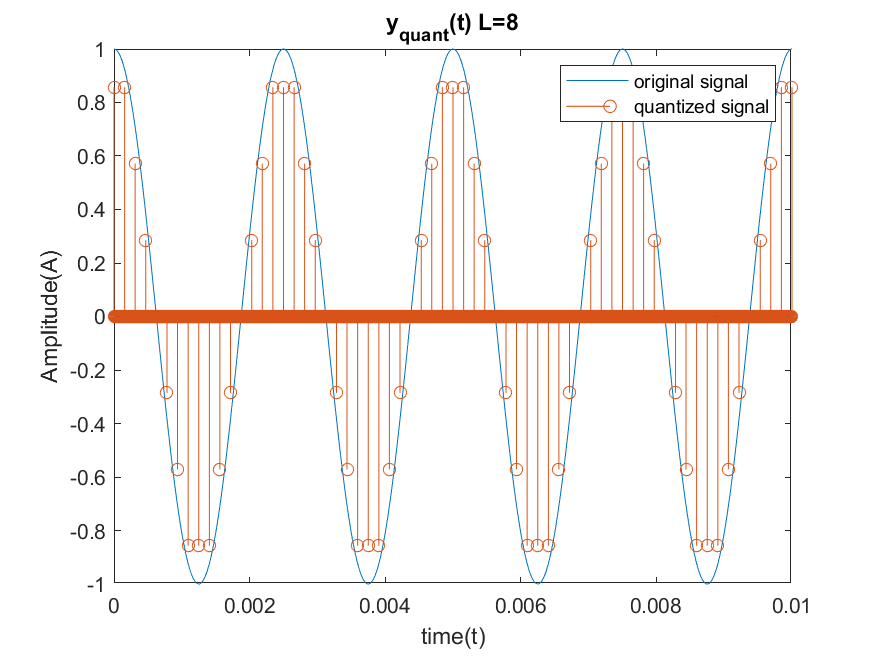 y_quant(t) L=8
original signal
quantized signal
1
0.8
0.6
0.4
0.2
0
-0.2
-0.4
-0.6
-0.8
-1
Amplitude(A)
0 0.002 0.004 0.006 0.008 0.01
time(t)